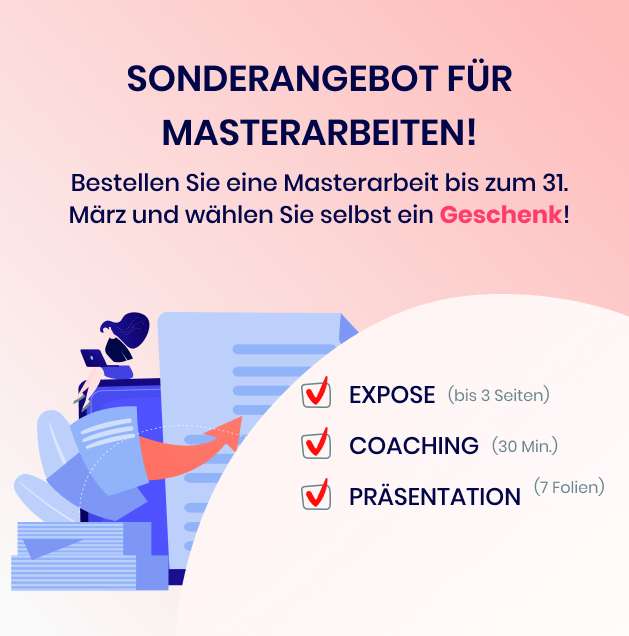 SONDERANGEBOT FÜR
MASTERARBEITEN!
Bestellen Sie eine Masterarbeit bis zum 31.
März und wählen Sie selbst ein Geschenk!
EXPOSE (bis 3 Seiten)
COACHING (30 Min.)
PRÄSENTATION (7 Folien)